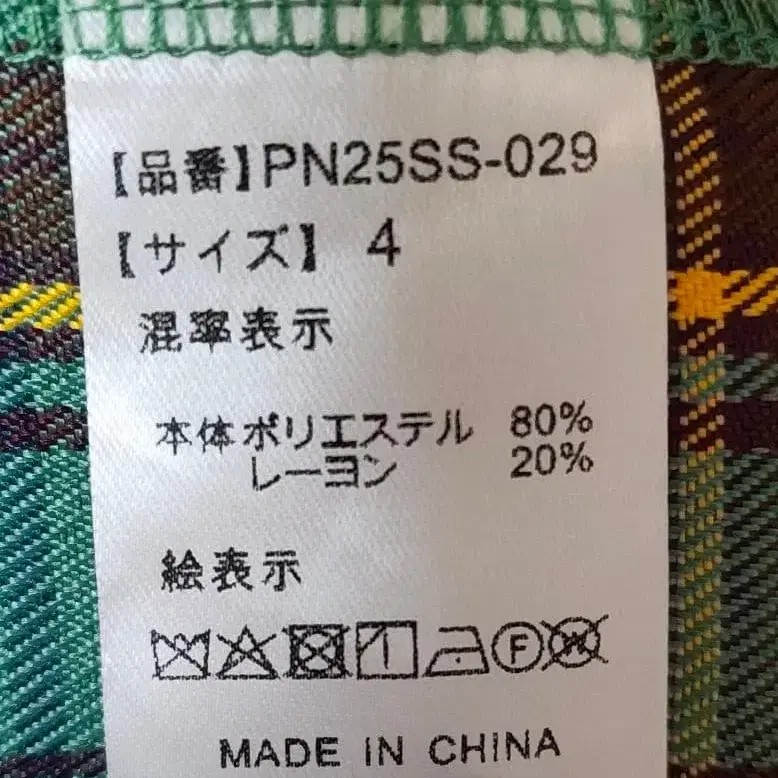 【品番】PN25SS-029
【サイズ】 4
混率表示
本体ポリエステル 80%
レーヨン 20%
絵表示
F W
MADE IN CHINA